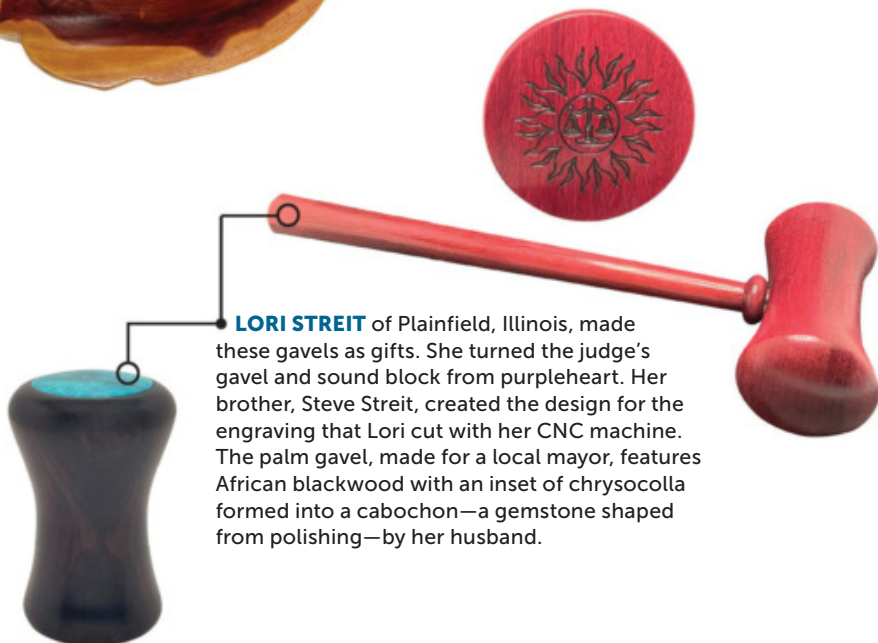 LORI STREIT of Plainfield, Illinois, made
these gavels as gifts. She turned the judge’s
gavel and sound block from purpleheart. Her
brother, Steve Streit, created the design for the
engraving that Lori cut with her CNC machine.
The palm gavel, made for a local mayor, features
African blackwood with an inset of chrysocolla
formed into a cabochon—a gemstone shaped
from polishing—by her husband.